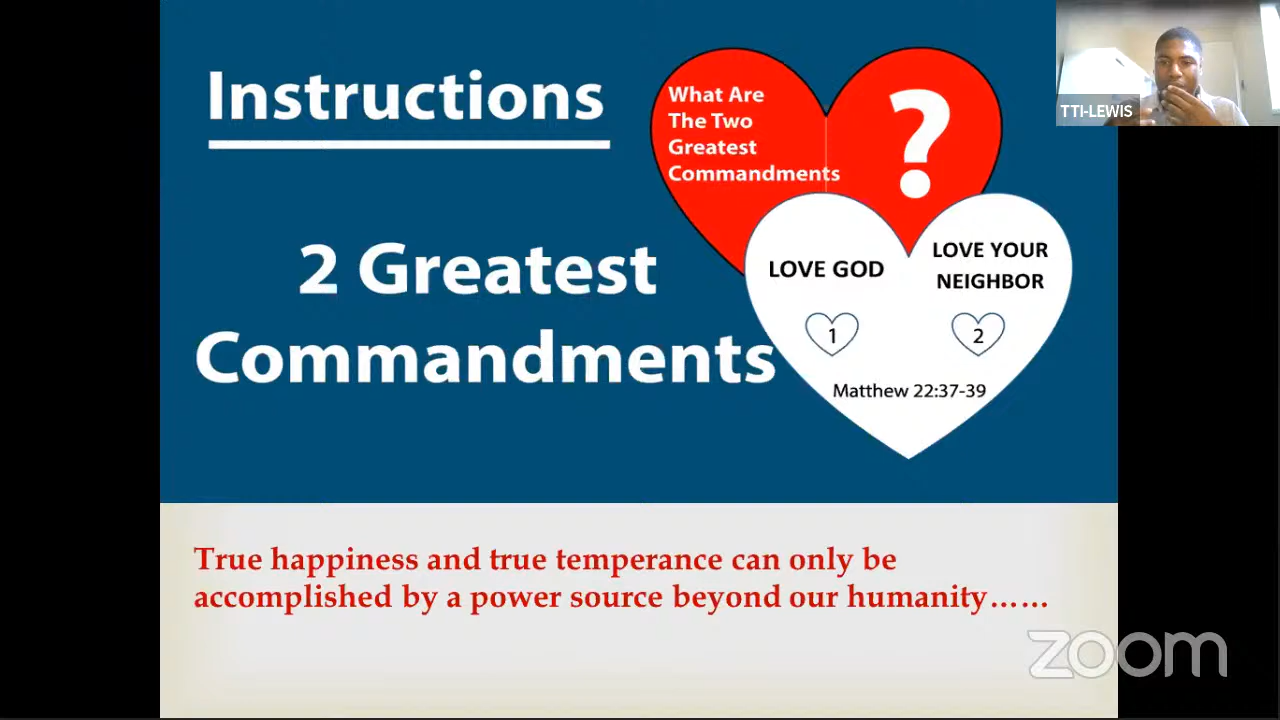 Instructions
2 Greatest
Commandments
What Are
The Two
Greatest
Commandments
?
LOVE GOD
1
LOVE YOUR
NEIGHBOR
2
Matthew 22:37-39
True happiness and true temperance can only be
accomplished by a power source beyond our humanity......
TTI-LEWIS
zoom